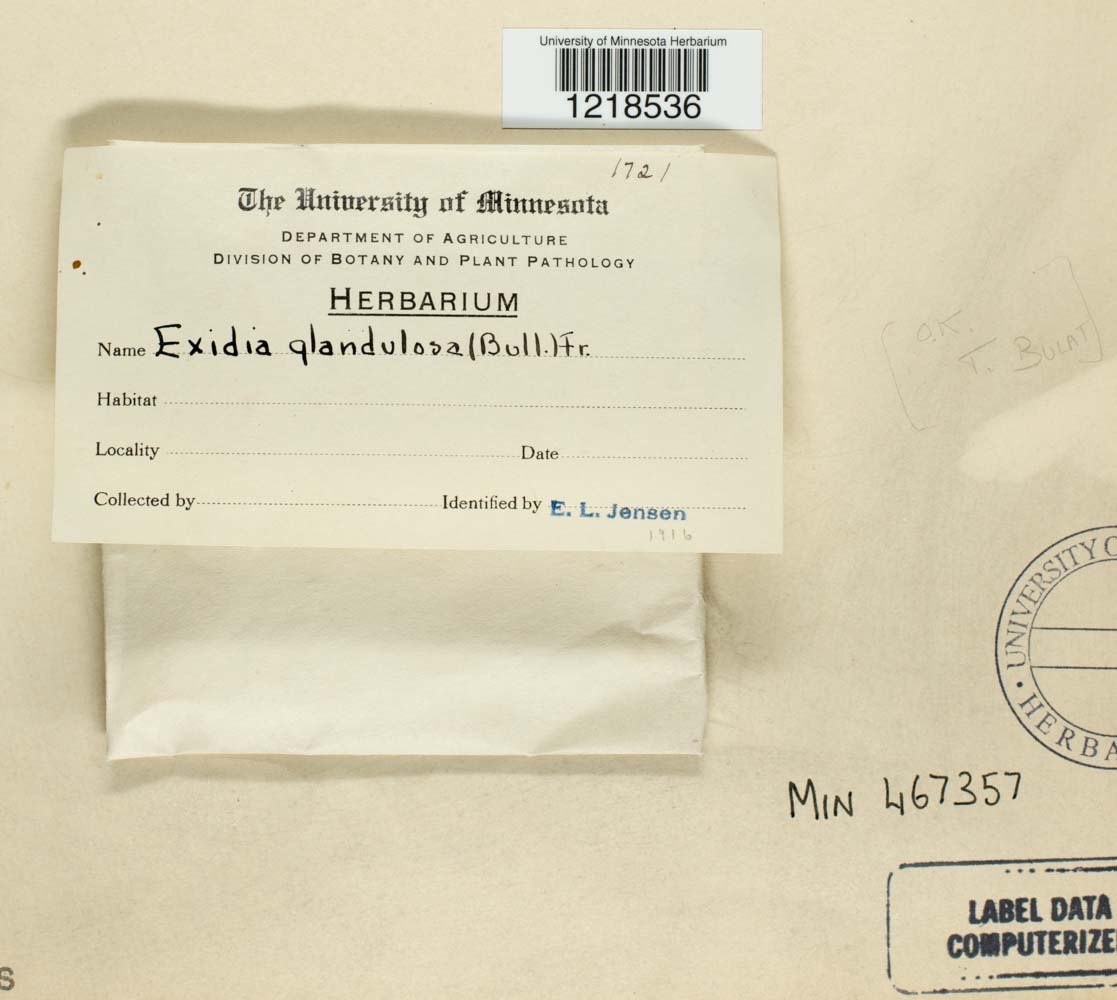 University of Minnesota Herbarium
1218536
1721
The University of Minnesota
DEPARTMENT OF AGRICULTURE
DIVISION OF BOTANY AND PLANT PATHOLOGY
HERBARIUM
Name Exidia glandulosa (Bull.) Fr.
Habitat
Locality Date
Collected by Identified by E. L. Jensen
1916
[O.K.
T. BULAT]
UNIVERSITY O
• HERBA
MIN 467357
LABEL DATA
COMPUTERIZE
S